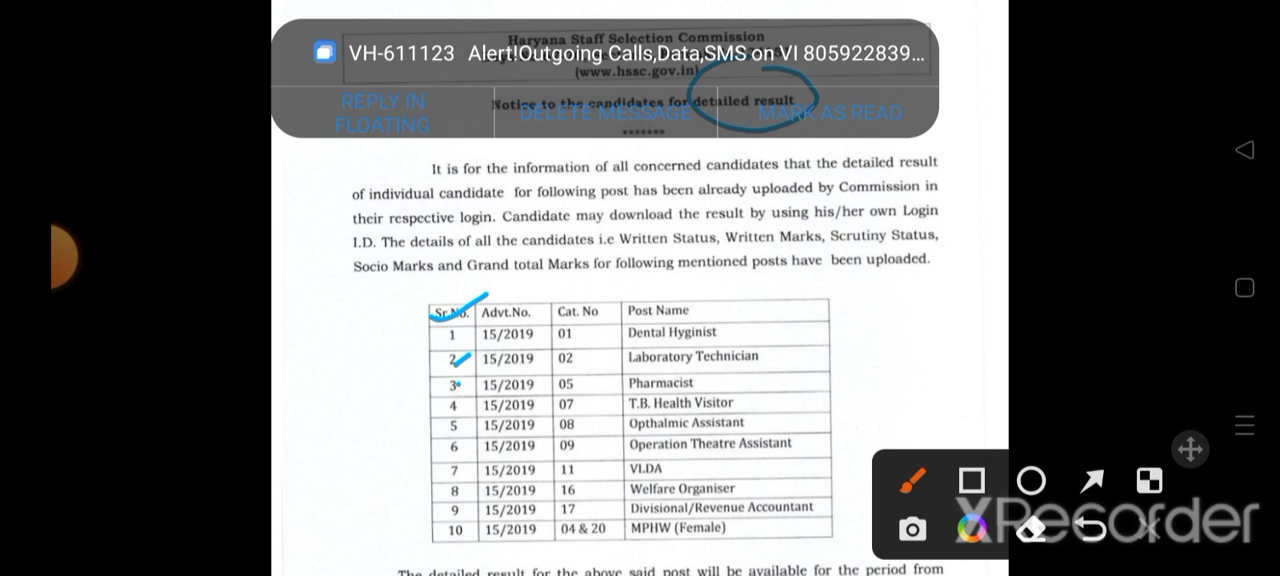 Haryana Staff Selection Commission
VH-611123 Alert!Outgoing Calls,Data,SMS on VI 805922839...
(www.hssc.gov.in)
Notice to the candidates for detailed result
REPLY IN
FLOATING
DELETE MESSAGE
MARK AS READ
*******
It is for the information of all concerned candidates that the detailed result
of individual candidate for following post has been already uploaded by Commission in
their respective login. Candidate may download the result by using his/her own Login
I.D. The details of all the candidates i.e Written Status, Written Marks, Scrutiny Status,
Socio Marks and Grand total Marks for following mentioned posts have been uploaded.
Sr.No. Advt.No. Cat. No Post Name
1 15/2019 01 Dental Hyginist
2 15/2019 02 Laboratory Technician
3 15/2019 05 Pharmacist
4 15/2019 07 T.B. Health Visitor
5 15/2019 08 Opthalmic Assistant
6 15/2019 09 Operation Theatre Assistant
7 15/2019 11 VLDA
8 15/2019 16 Welfare Organiser
9 15/2019 17 Divisional/Revenue Accountant
10 15/2019 04 & 20 MPHW (Female)
XRecorder
The detailed result for the above said post will be available for the period from